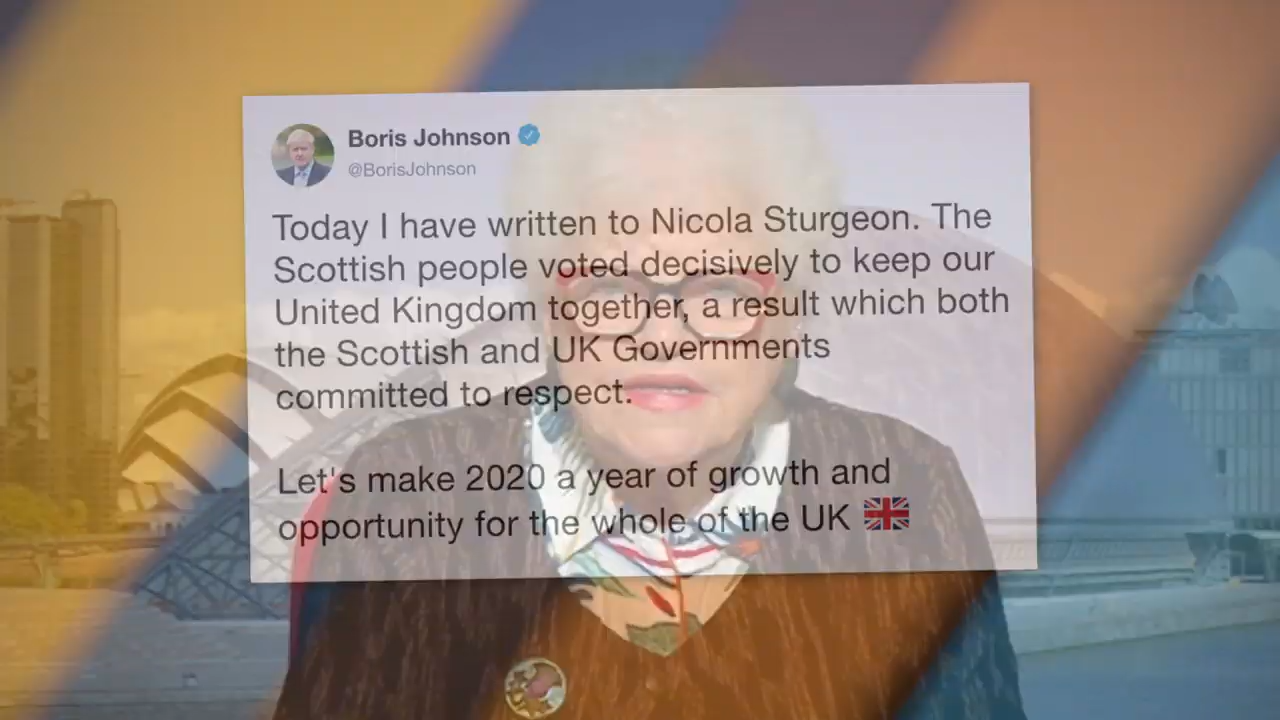 Boris Johnson
@BorisJohnson
Today I have written to Nicola Sturgeon. The
Scottish people voted decisively to keep our
United Kingdom together, a result which both
the Scottish and UK Governments
committed to respect.
Let's make 2020 a year of growth and
opportunity for the whole of the UK 🇬🇧